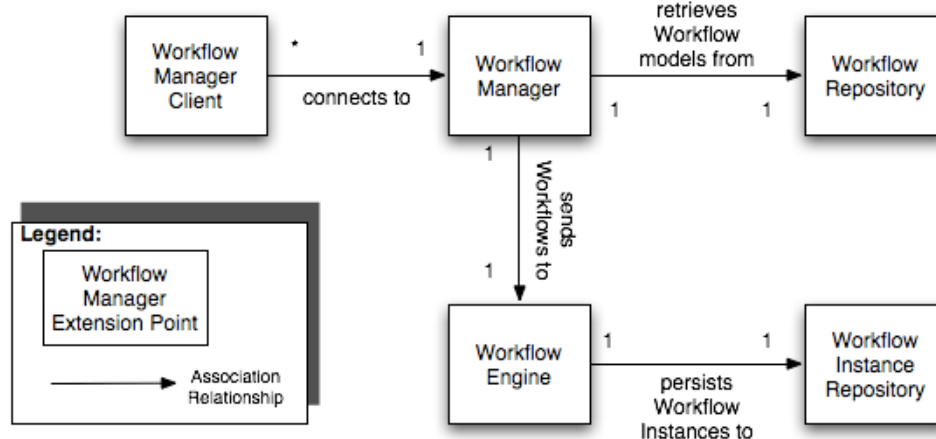 Workflow
Manager
Client
*
1
connects to
Workflow
Manager
retrieves
Workflow
models from
1
1
Workflow
Repository
1
sends
Workflows to
1
Legend:
Workflow
Manager
Extension Point
Association
Relationship
Workflow
Engine
1
1
persists
Workflow
Instances to
Workflow
Instance
Repository